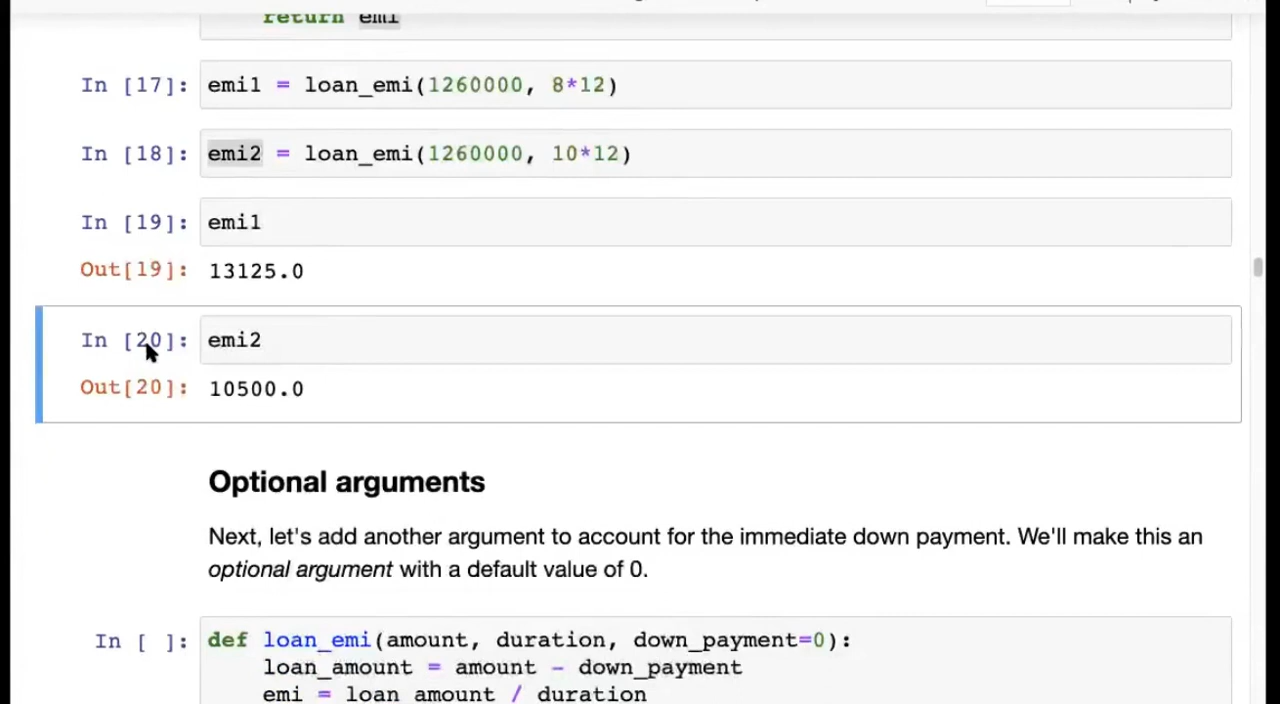 return emi
In [17]: emi1 = loan_emi(1260000, 8*12)
In [18]: emi2 = loan_emi(1260000, 10*12)
In [19]: emi1
Out[19]: 13125.0
In [20]: emi2
Out[20]: 10500.0
Optional arguments
Next, let's add another argument to account for the immediate down payment. We'll make this an
optional argument with a default value of 0.
In [ ]: def loan_emi(amount, duration, down_payment=0):
loan_amount = amount - down_payment
emi = loan_amount / duration